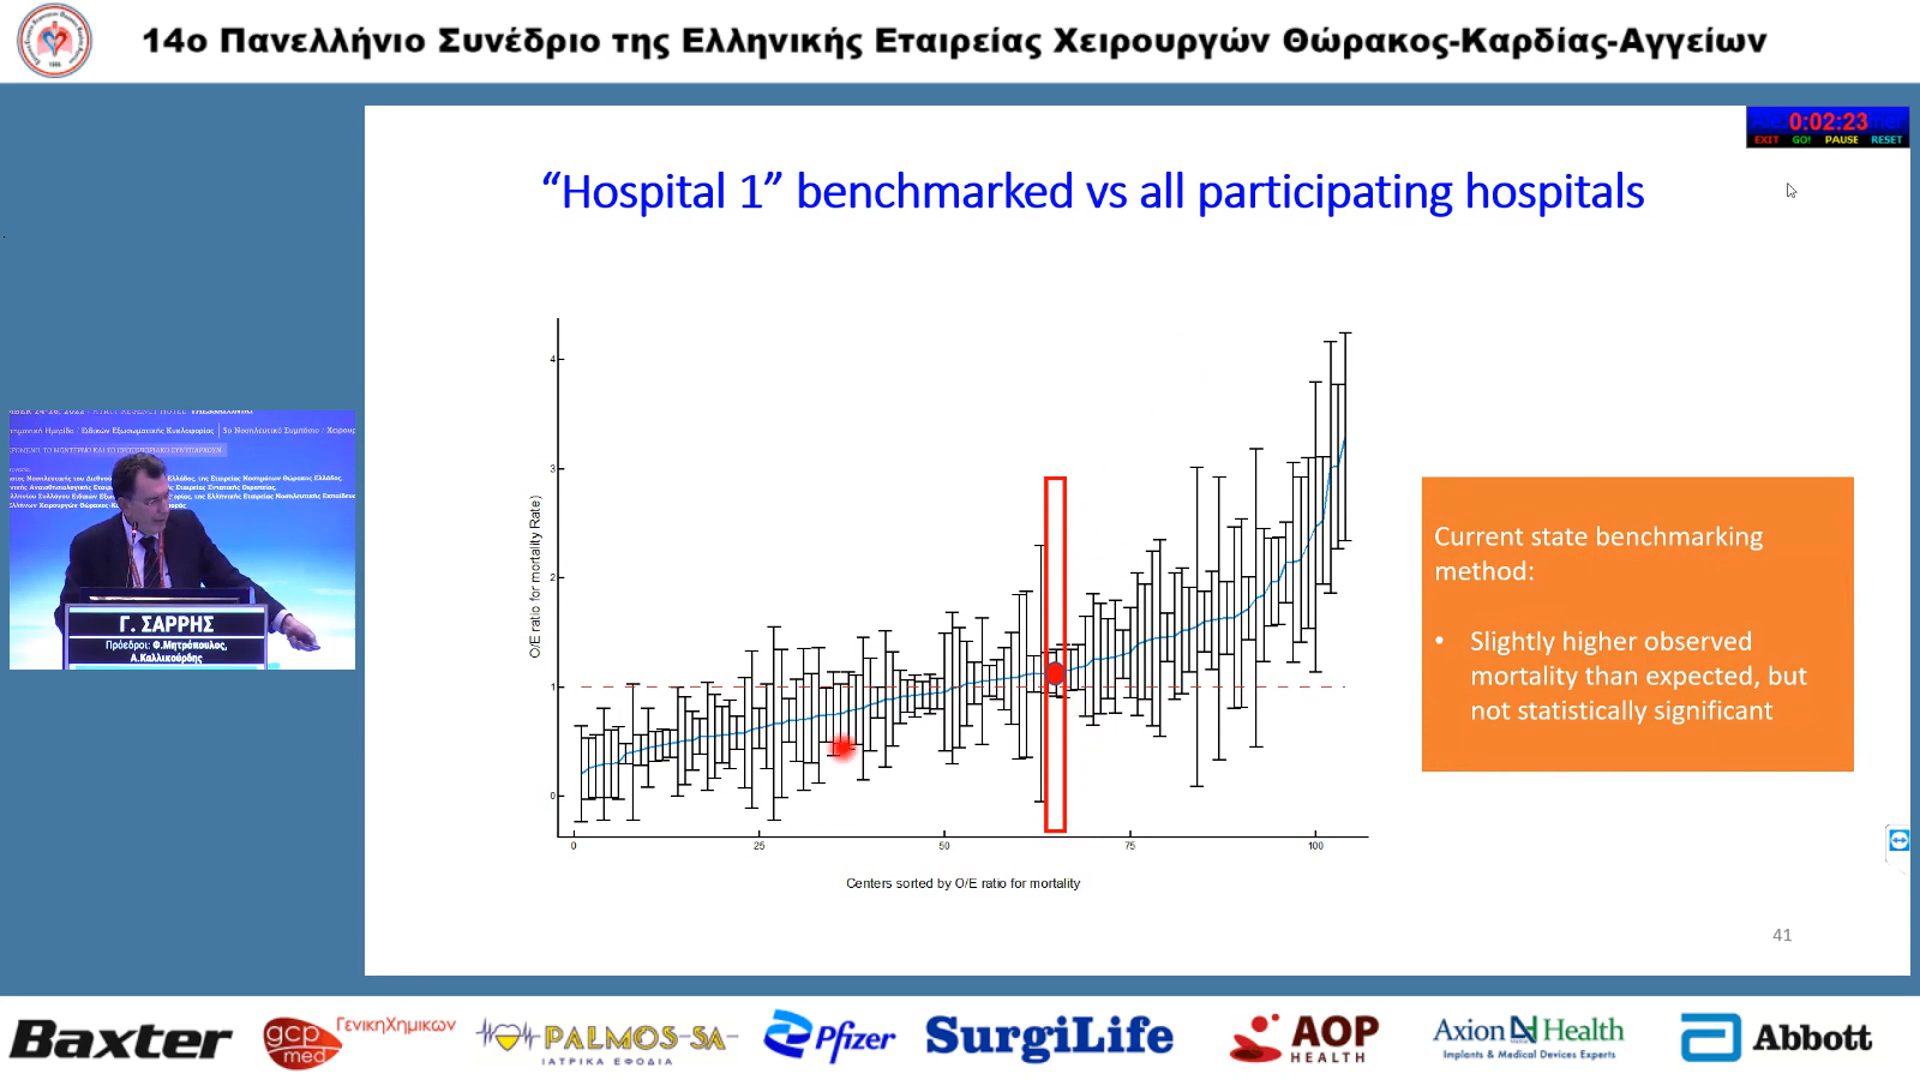 14ο Πανελλήνιο Συνέδριο της Ελληνικής Εταιρείας Χειρουργών Θώρακος-Καρδίας-Αγγείων
0:02:23
EXIT GO! PAUSE RESET
“Hospital 1” benchmarked vs all participating hospitals
O/E ratio for mortality Rate)
4
3
2
1
0
0 25 50 75 100
Centers sorted by O/E ratio for mortality
Current state benchmarking
method:
• Slightly higher observed
mortality than expected, but
not statistically significant
41
Γ. ΣΑΡΡΗΣ
Πρόεδροι: Φ.Μητρόπουλος,
Α.Καλλικούρδης
Baxter
gcp
med
ΓενικηΧημικων
PALMOS-SA
ΙΑΤΡΙΚΑ ΕΦΟΔΙΑ
Pfizer
SurgiLife
AOP
HEALTH
Axion Health
Implants & Medical Devices Experts
Abbott